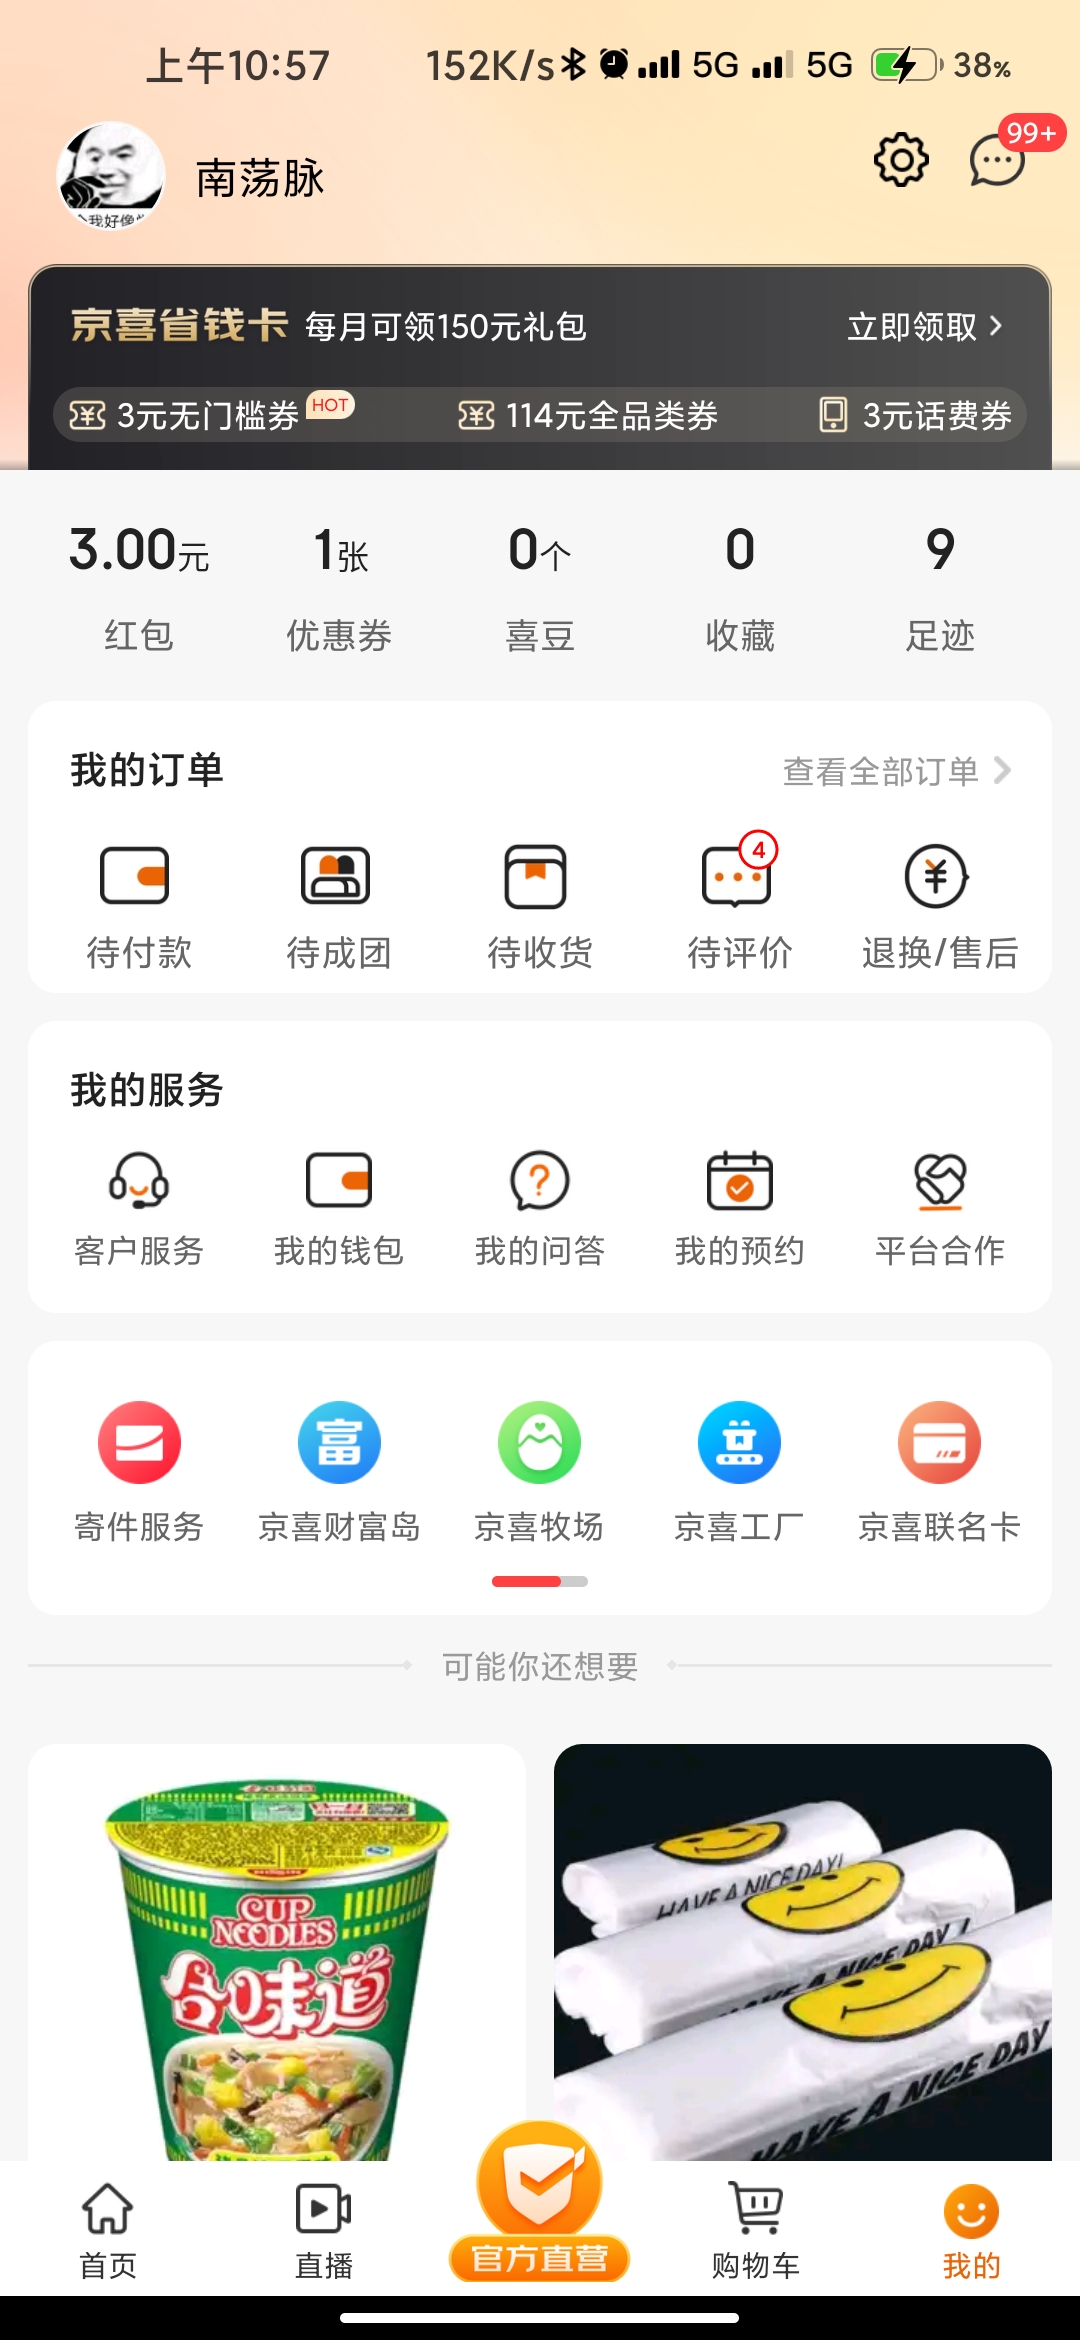 上午10:57 152K/s 5G 5G 38%
99+
南荡脉
个我好像
京喜省钱卡 每月可领150元礼包 立即领取
3元无门槛券 HOT 114元全品类券 3元话费券
3.00元 1张 0个 0 9
红包 优惠券 喜豆 收藏 足迹
我的订单 查看全部订单
4
待付款 待成团 待收货 待评价 退换/售后
我的服务
客户服务 我的钱包 我的问答 我的预约 平台合作
富
寄件服务 京喜财富岛 京喜牧场 京喜工厂 京喜联名卡
可能你还想要
CUP
NOODLES
合味道
HAVE A NICE DAY!
HAVE A NICE DAY !
HAVE A NICE DAY
首页 直播 官方直营 购物车 我的